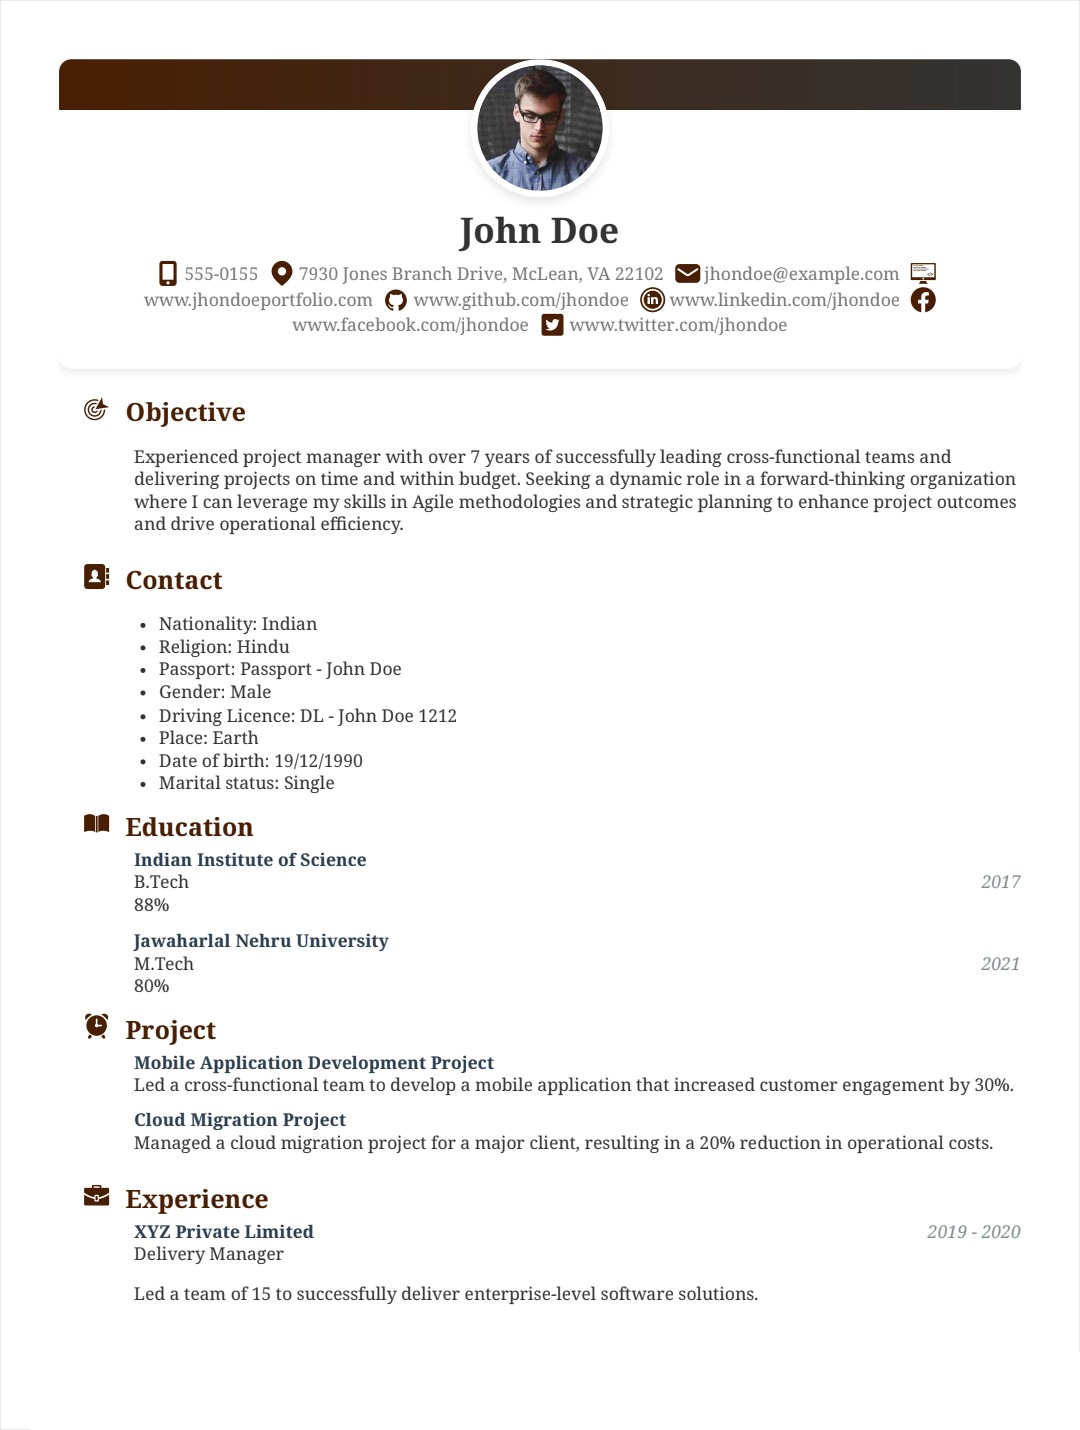 John Doe
555-0155 7930 Jones Branch Drive, McLean, VA 22102 jhondoe@example.com
www.jhondoeportfolio.com www.github.com/jhondoe www.linkedin.com/jhondoe
www.facebook.com/jhondoe www.twitter.com/jhondoe
Objective
Experienced project manager with over 7 years of successfully leading cross-functional teams and
delivering projects on time and within budget. Seeking a dynamic role in a forward-thinking organization
where I can leverage my skills in Agile methodologies and strategic planning to enhance project outcomes
and drive operational efficiency.
Contact
• Nationality: Indian
• Religion: Hindu
• Passport: Passport - John Doe
• Gender: Male
• Driving Licence: DL - John Doe 1212
• Place: Earth
• Date of birth: 19/12/1990
• Marital status: Single
Education
Indian Institute of Science
B.Tech 2017
88%
Jawaharlal Nehru University
M.Tech 2021
80%
Project
Mobile Application Development Project
Led a cross-functional team to develop a mobile application that increased customer engagement by 30%.
Cloud Migration Project
Managed a cloud migration project for a major client, resulting in a 20% reduction in operational costs.
Experience
XYZ Private Limited 2019 - 2020
Delivery Manager
Led a team of 15 to successfully deliver enterprise-level software solutions.